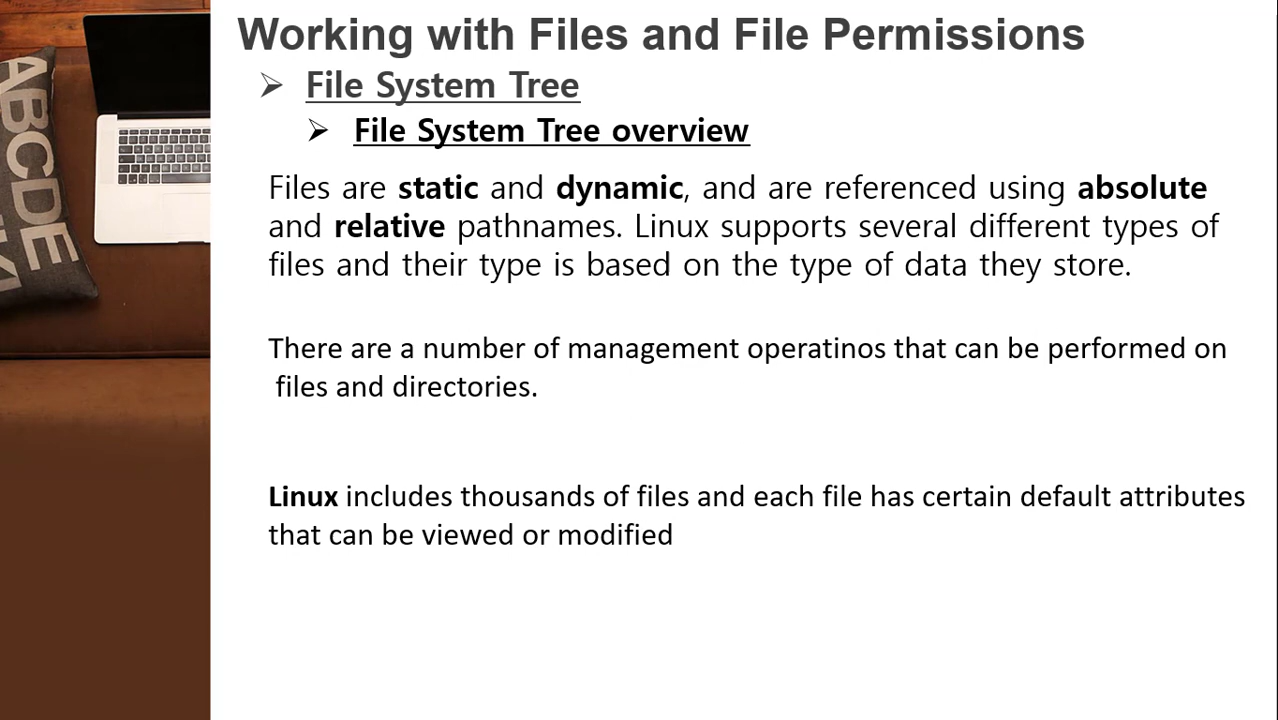 Working with Files and File Permissions
File System Tree
File System Tree overview
Files are static and dynamic, and are referenced using absolute
and relative pathnames. Linux supports several different types of
files and their type is based on the type of data they store.
There are a number of management operatinos that can be performed on
files and directories.
Linux includes thousands of files and each file has certain default attributes
that can be viewed or modified
ABCDE